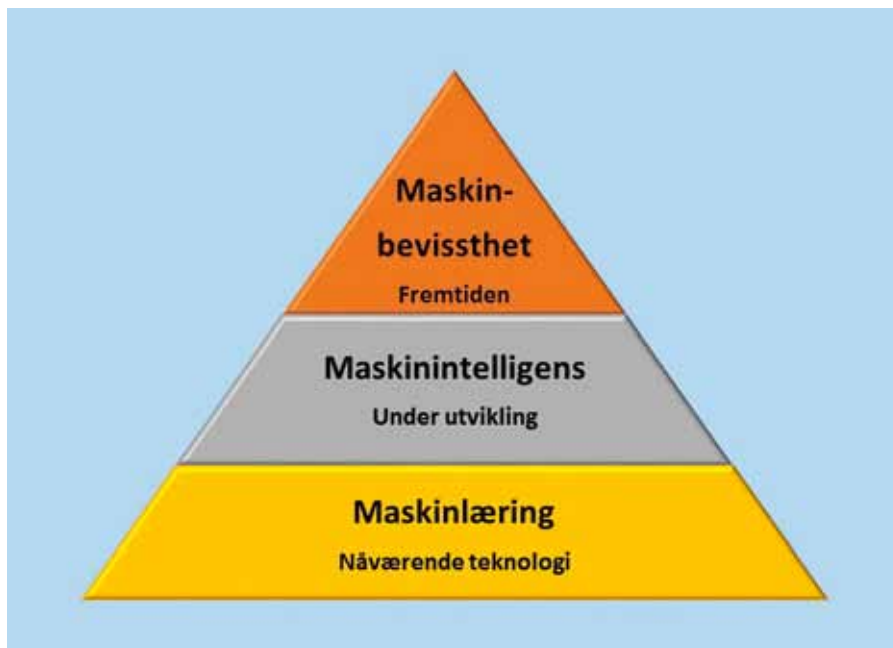 Maskin-
bevissthet
Fremtiden
Maskinintelligens
Under utvikling
Maskinlæring
Nåværende teknologi